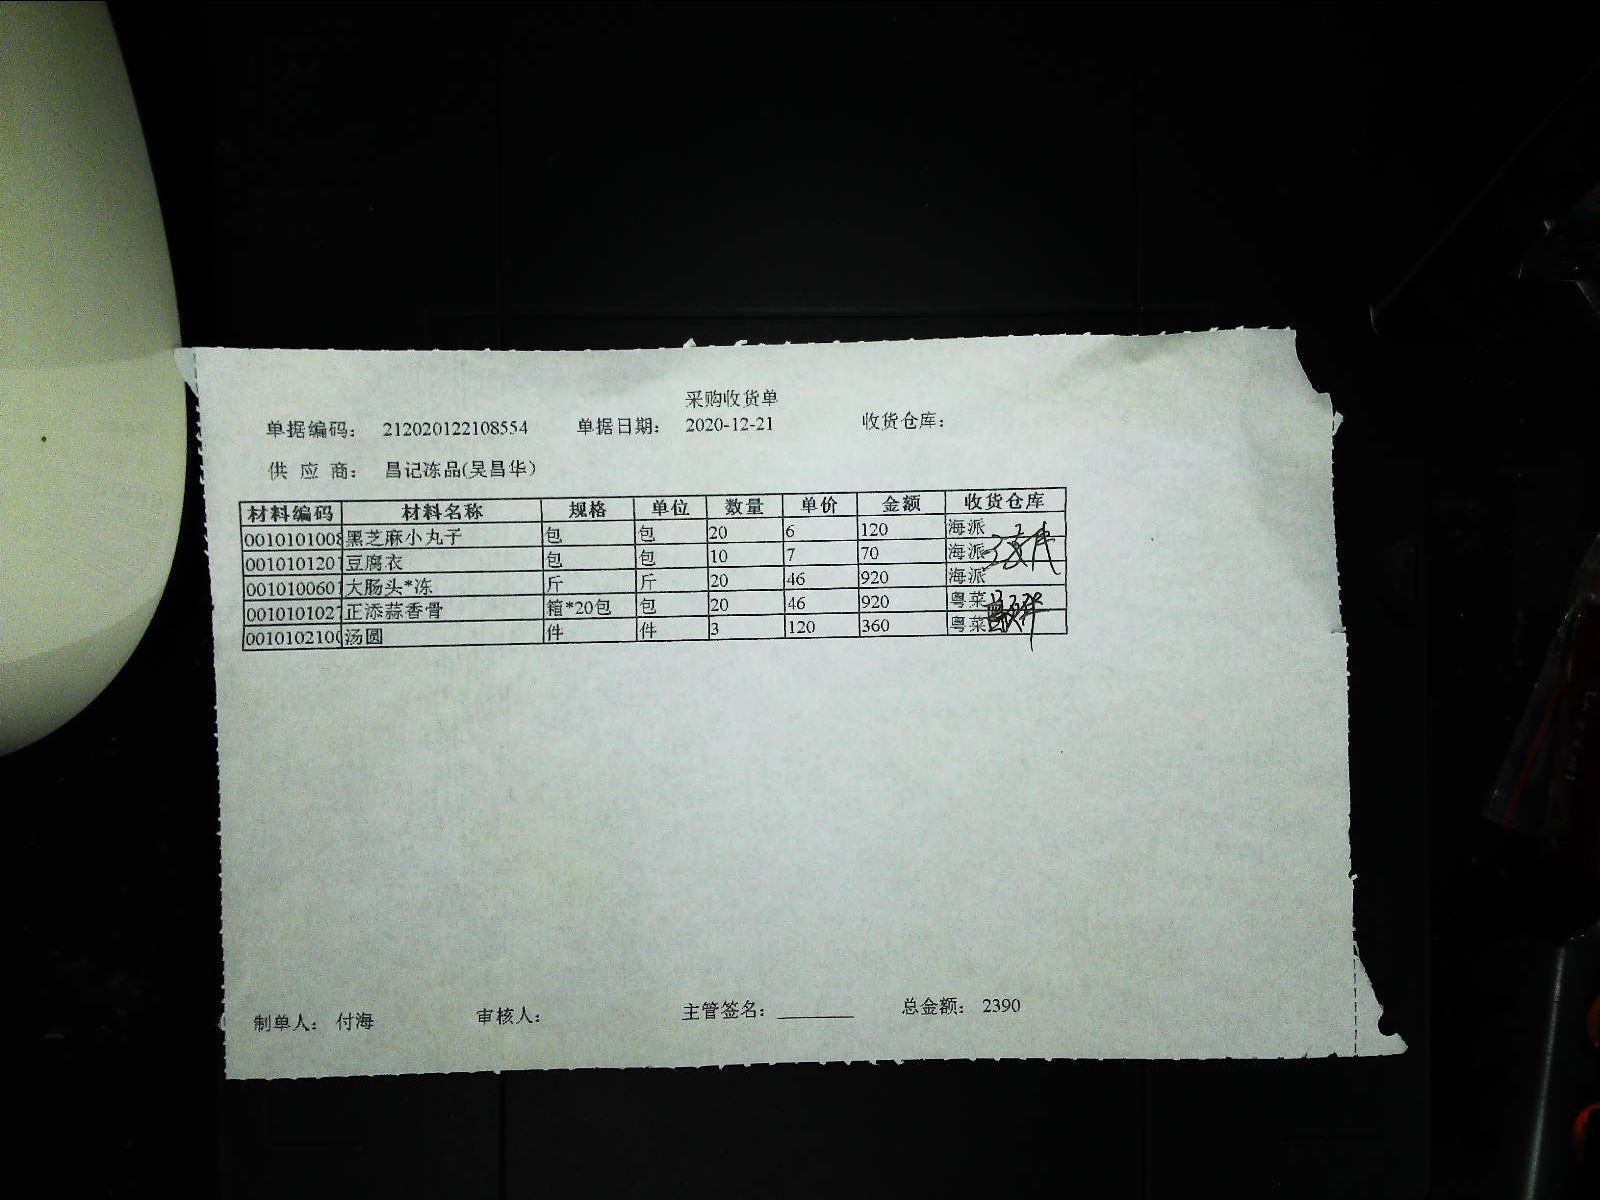 采购收货单
单据编码： 212020122108554 单据日期： 2020-12-21 收货仓库：
供 应 商： 昌记冻品(吴昌华）
材料编码 材料名称 规格 单位 数量 单价 金额 收货仓库
0010101008 黑芝麻小丸子 包 包 20 6 120 海派
001010120 豆腐衣 包 包 10 7 70 海派
001010060 大肠头*冻 斤 斤 20 46 920 海派
001010102 正添蒜香骨 箱*20包 包 20 46 920 粤菜
001010210 汤圆 件 件 3 120 360 粤菜
制单人： 付海 审核人： 主管签名： 总金额： 2390